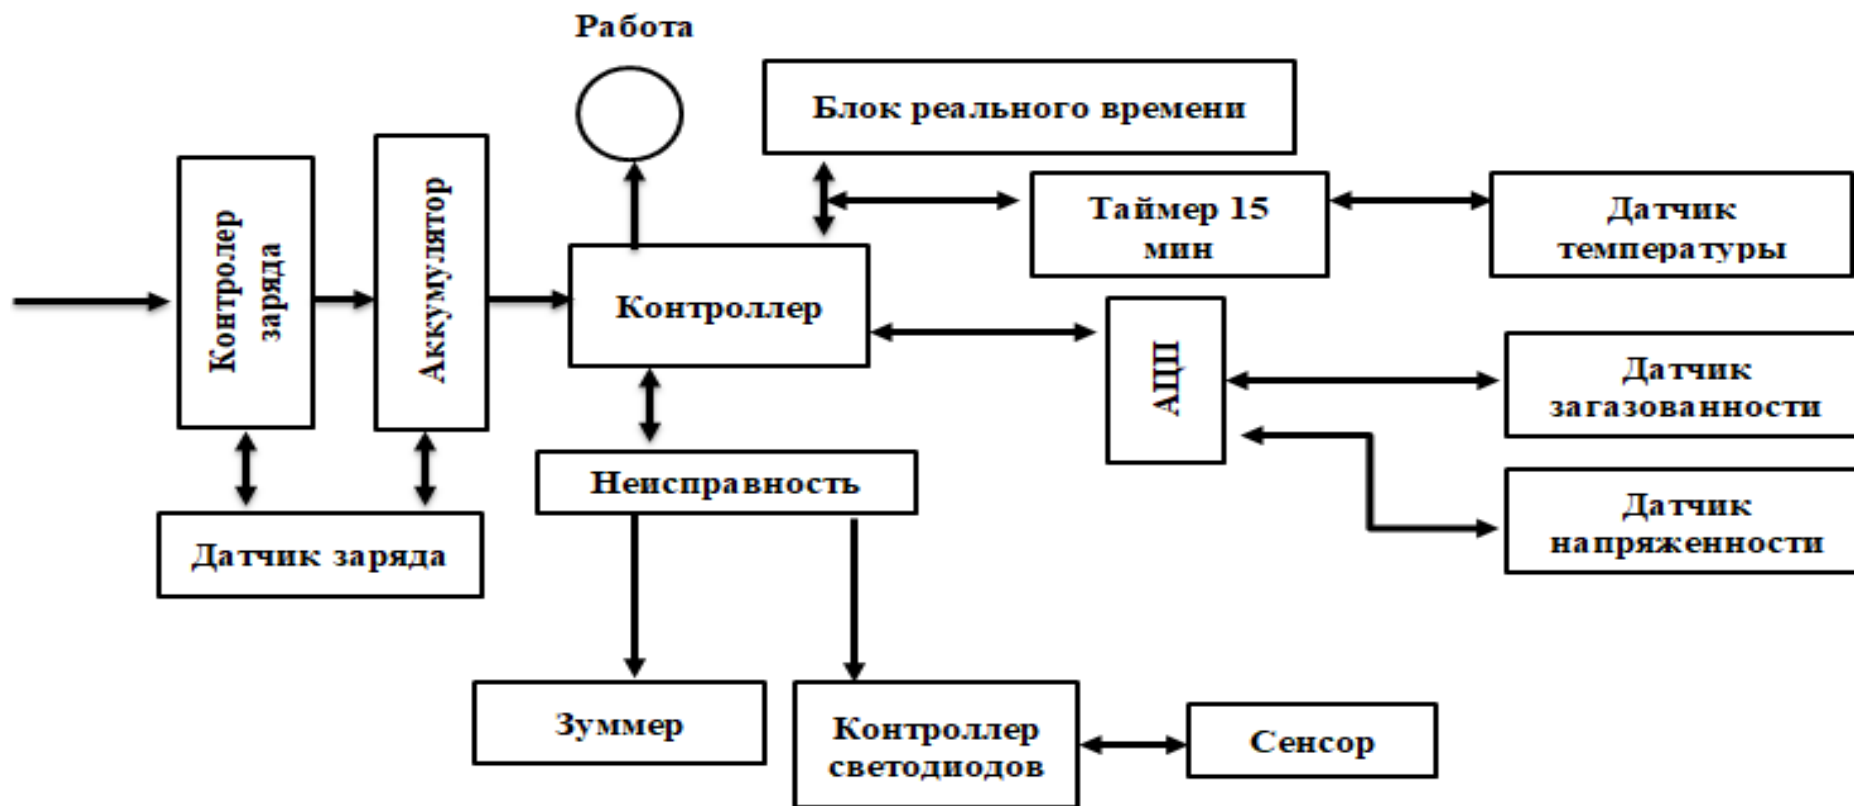 Работа
Блок реального времени
Таймер 15
мин
Датчик
температуры
Контролер
заряда
Аккумулятор
Контроллер
АЦП
Датчик
загазованности
Неисправность
Датчик
напряженности
Датчик заряда
Зуммер
Контроллер
светодиодов
Сенсор